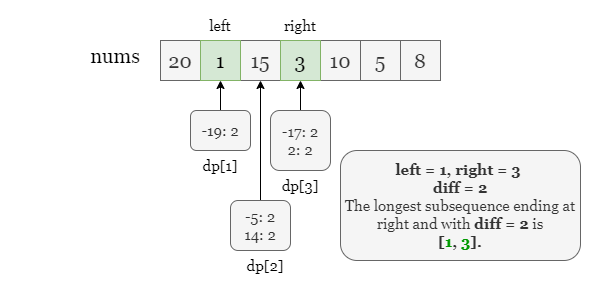 left right
nums 20 1 15 3 10 5 8
-19: 2
dp[1]
-17: 2
2: 2
dp[3]
-5: 2
14: 2
dp[2]
left = 1, right = 3
diff = 2
The longest subsequence ending at
right and with diff = 2 is
[1, 3].